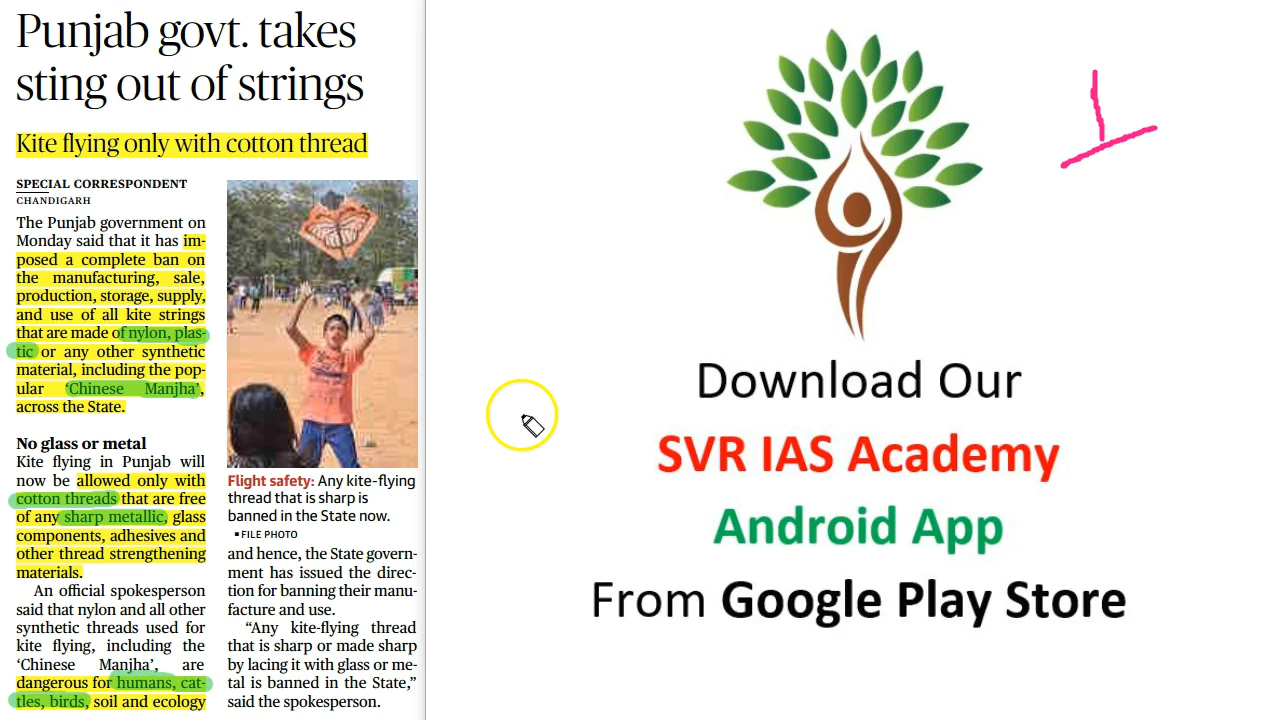 Punjab govt. takes
sting out of strings
Kite flying only with cotton thread
SPECIAL CORRESPONDENT
CHANDIGARH
The Punjab government on
Monday said that it has im-
posed a complete ban on
the manufacturing, sale,
production, storage, supply,
and use of all kite strings
that are made of nylon, plas-
tic or any other synthetic
material, including the pop-
ular ‘Chinese Manjha’,
across the State.
No glass or metal
Kite flying in Punjab will
now be allowed only with
cotton threads that are free
of any sharp metallic, glass
components, adhesives and
other thread strengthening
materials.
An official spokesperson
said that nylon and all other
synthetic threads used for
kite flying, including the
‘Chinese Manjha’, are
dangerous for humans, cat-
tles, birds, soil and ecology
Flight safety: Any kite-flying
thread that is sharp is
banned in the State now.
▪FILE PHOTO
and hence, the State govern-
ment has issued the direc-
tion for banning their manu-
facture and use.
“Any kite-flying thread
that is sharp or made sharp
by lacing it with glass or me-
tal is banned in the State,”
said the spokesperson.
Download Our
SVR IAS Academy
Android App
From Google Play Store